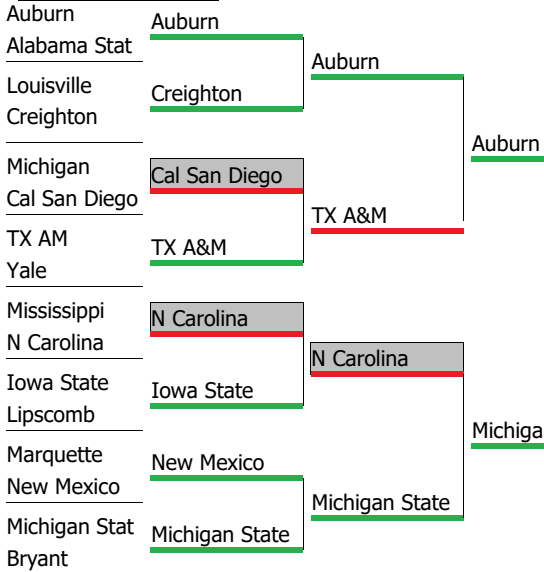 Auburn
Alabama Stat
Louisville
Creighton
Michigan
Cal San Diego
TX AM
Yale
Mississippi
N Carolina
Iowa State
Lipscomb
Marquette
New Mexico
Michigan Stat
Bryant
Auburn
Creighton
Cal San Diego
TX A&M
N Carolina
Iowa State
New Mexico
Michigan State
Auburn
TX A&M
N Carolina
Michigan State
Auburn
Michiga